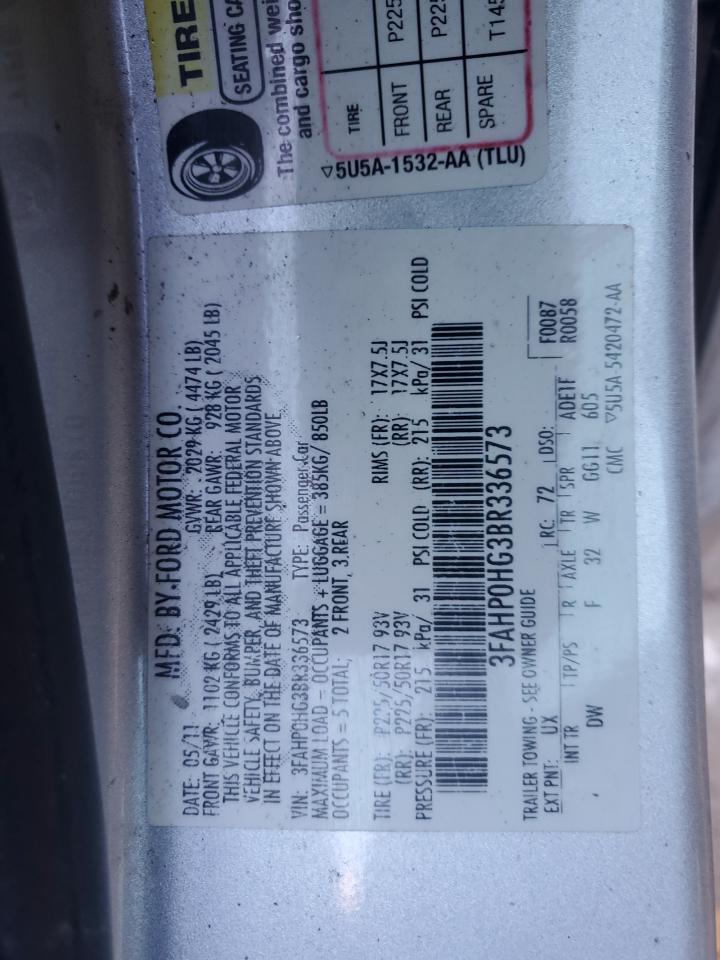 TIRE
SEATING CA
The combined wei
and cargo sho
TIRE
FRONT P225
REAR P225
SPARE T145
▽5U5A-1532-AA (TLU)
MFD. BY FORD MOTOR CO.
DATE: 05/11 GVWR: 2029 KG ( 4474 LB)
FRONT GAWR: 1102 KG ( 2429 LB) REAR GAWR: 928 KG ( 2045 LB)
THIS VEHICLE CONFORMS TO ALL APPLICABLE FEDERAL MOTOR
VEHICLE SAFETY, BUMPER, AND THEFT PREVENTION STANDARDS
IN EFFECT ON THE DATE OF MANUFACTURE SHOWN ABOVE.
VIN: 3FAHP0HG3BR336573 TYPE: Passenger Car
MAXIMUM LOAD = OCCUPANTS + LUGGAGE = 385KG/ 850LB
OCCUPANTS = 5 TOTAL; 2 FRONT, 3 REAR
TIRE (FR): P225/50R17 93V RIMS (FR): 17X7.5J
(RR): P225/50R17 93V (RR): 17X7.5J
PRESSURE (FR): 215 kPa/ 31 PSI COLD (RR): 215 kPa/ 31 PSI COLD
3FAHP0HG3BR336573
TRAILER TOWING - SEE OWNER GUIDE
F0087
EXT PNT: UX RC: 72 DSO: R0058
INT TR TP/PS R AXLE TR SPR ADE1F
DW F 32 W GG11 605
CMC ▽5U5A-5420472-AA